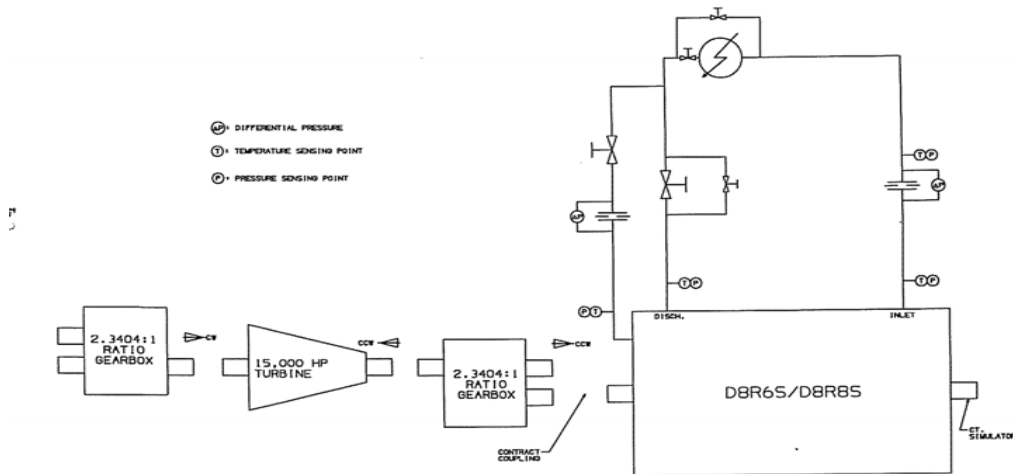 ΔP = DIFFERENTIAL PRESSURE
T = TEMPERATURE SENSING POINT
P = PRESSURE SENSING POINT
ΔP
T P
ΔP
T P
T P
P T
DISCH.
INLET
2.3404:1
RATIO
GEARBOX
CW
15,000 HP
TURBINE
CCW
2.3404:1
RATIO
GEARBOX
CCW
D8R6S/D8R8S
CONTRACT
COUPLING
CT.
SIMULATOR